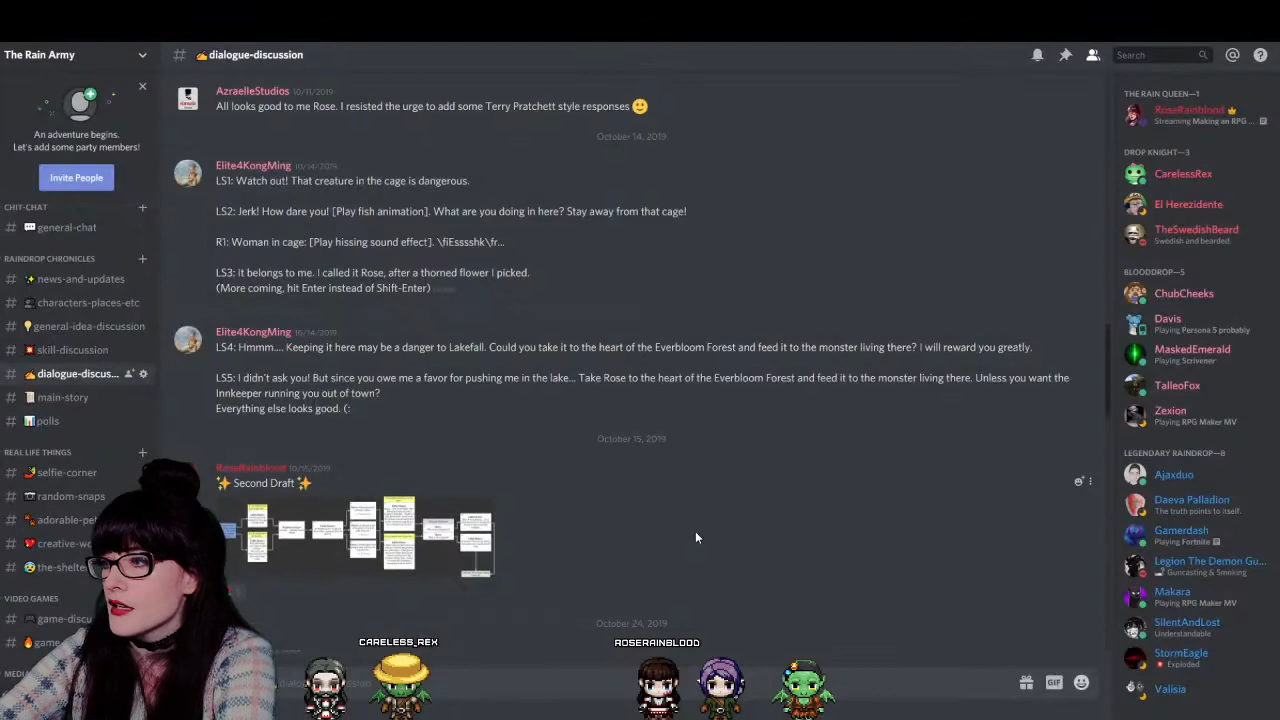 The Rain Army
dialogue-discussion
Search
An adventure begins.
Let's add some party members!
Invite People
CHIT-CHAT
general-chat
RAINDROP CHRONICLES
news-and-updates
characters-places-etc
general-idea-discussion
skill-discussion
dialogue-discus...
main-story
polls
REAL LIFE THINGS
selfie-corner
random-snaps
adorable-pe
creative-wo
the-shelte
VIDEO GAMES
game-discu
game-
MEDI
AzraelleStudios 10/11/2019
All looks good to me Rose. I resisted the urge to add some Terry Pratchett style responses
October 14, 2019
Elite4KongMing 10/14/2019
LS1: Watch out! That creature in the cage is dangerous.
LS2: Jerk! How dare you! [Play fish animation]. What are you doing in here? Stay away from that cage!
R1: Woman in cage: [Play hissing sound effect]. \fiEsssshk\fr...
LS3: It belongs to me. I called it Rose, after a thorned flower I picked.
(More coming, hit Enter instead of Shift-Enter)
Elite4KongMing 10/14/2019
LS4: Hmmm.... Keeping it here may be a danger to Lakefall. Could you take it to the heart of the Everbloom Forest and feed it to the monster living there? I will reward you greatly.
LS5: I didn't ask you! But since you owe me a favor for pushing me in the lake... Take Rose to the heart of the Everbloom Forest and feed it to the monster living there. Unless you want the
Innkeeper running you out of town?
Everything else looks good. (:
October 15, 2019
RoseRainblood 10/15/2019
✨ Second Draft ✨
October 24, 2019
CARELESS_REX
ROSERAINBLOOD
GIF
THE RAIN QUEEN—1
RoseRainblood
Streaming Making an RPG ...
DROP KNIGHT—3
CarelessRex
El Herezidente
TheSwedishBeard
Swedish and bearded.
BLOODDROP—5
ChubCheeks
Davis
Playing Persona 5 probably
MaskedEmerald
Playing Scrivener
TalleoFox
Zexion
Playing RPG Maker MV
LEGENDARY RAINDROP—8
Ajaxduo
Daeva Palladion
The truth points to itself.
Gamerdash
Playing Fortnite
Legion The Demon Gu...
Guncasting & Smoking
Makara
Playing RPG Maker MV
SilentAndLost
Understandable
StormEagle
Exploded
Valisia